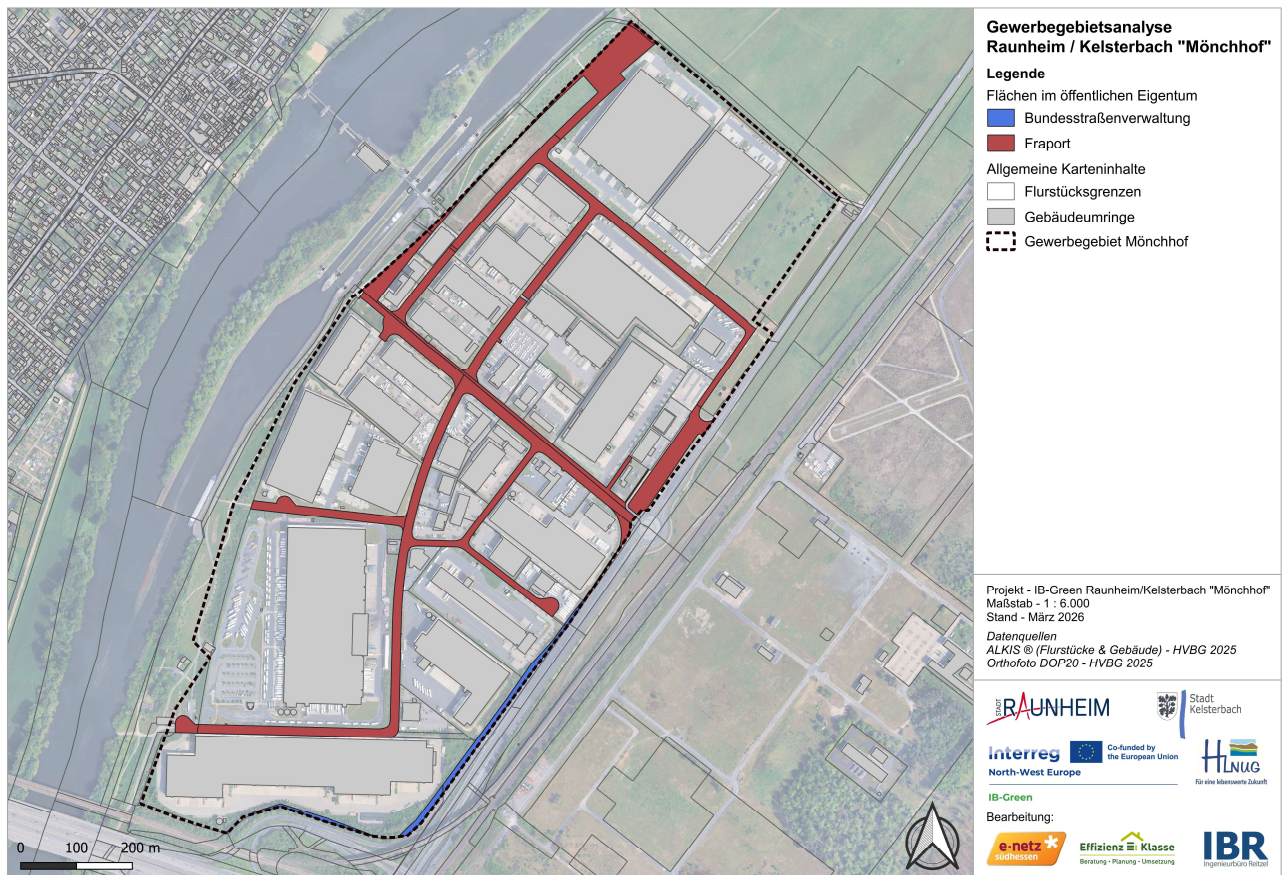 Gewerbegebietsanalyse
Raunheim / Kelsterbach "Mönchhof"
Legende
Flächen im öffentlichen Eigentum
Bundesstraßenverwaltung
Fraport
Allgemeine Karteninhalte
Flurstücksgrenzen
Gebäudeumringe
Gewerbegebiet Mönchhof
Projekt - IB-Green Raunheim/Kelsterbach "Mönchhof"
Maßstab - 1 : 6.000
Stand - März 2026
Datenquellen
ALKIS ® (Flurstücke & Gebäude) - HVBG 2025
Orthofoto DOP20 - HVBG 2025
STADT RAUNHEIM
Stadt
Kelsterbach
Interreg
Co-funded by
the European Union
North-West Europe
HLNUG
Für eine lebenswerte Zukunft
IB-Green
Bearbeitung:
e-netz
südhessen
Effizienz Klasse
Beratung • Planung • Umsetzung
IBR
Ingenieurbüro Reitzel
0 100 200 m